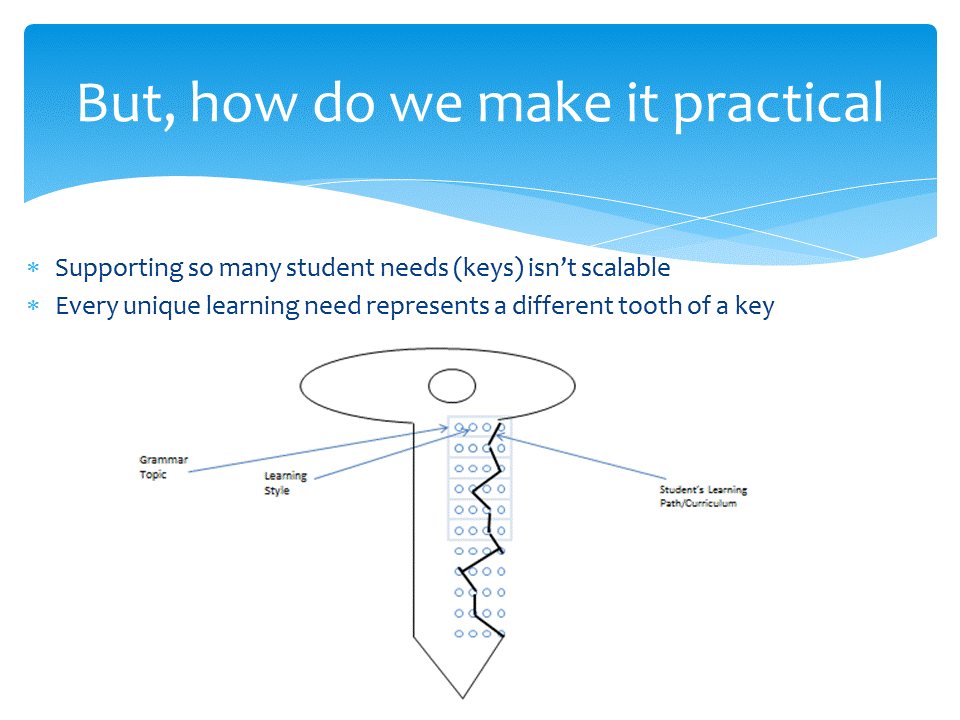 But, how do we make it practical
Supporting so many student needs (keys) isn’t scalable
Every unique learning need represents a different tooth of a key
Grammar
Topic
Learning
Style
Student's Learning
Path/Curriculum